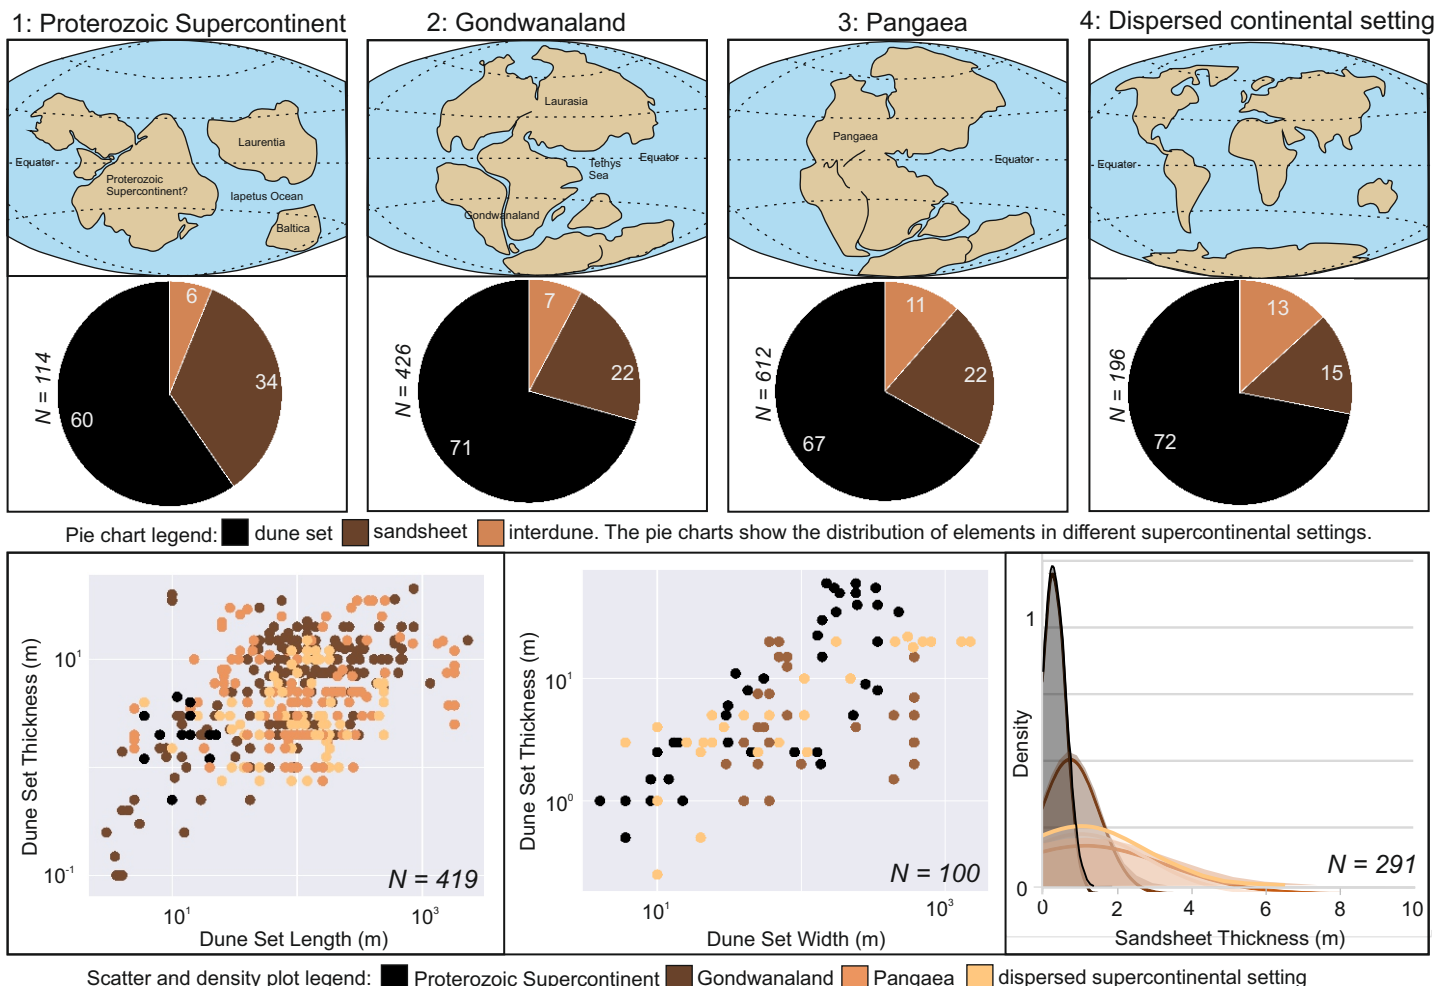 1: Proterozoic Supercontinent
2: Gondwanaland
3: Pangaea
4: Dispersed continental setting
Equater
Proterozoic
Supercontinent?
Laurentia
Iapetus Ocean
Baltica
Laurasia
Tethys
Sea
Equator
Gondwanaland
Pangaea
Equator
Equator
N = 114
6
34
60
N = 426
7
22
71
N = 612
11
22
67
N = 196
13
15
72
Pie chart legend: dune set sandsheet interdune. The pie charts show the distribution of elements in different supercontinental settings.
Dune Set Thickness (m)
10¹
10⁻¹
10¹
10³
Dune Set Length (m)
N = 419
Dune Set Thickness (m)
10¹
10⁰
10¹
10³
Dune Set Width (m)
N = 100
Density
1
0
0 2 4 6 8 10
Sandsheet Thickness (m)
N = 291
Scatter and density plot legend: Proterozoic Supercontinent Gondwanaland Pangaea dispersed supercontinental setting